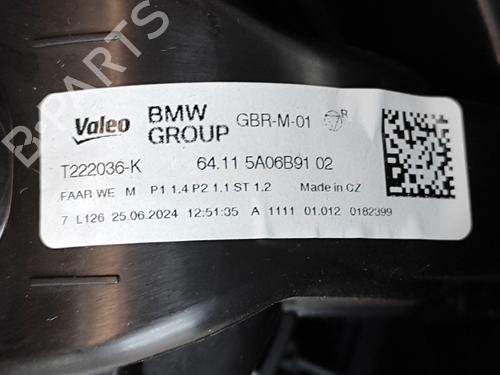 B-PARTS
Valeo BMW GROUP GBR-M-01 R
T222036-K 64.11 5A06B91 02
FAAR WE M P1 1.4 P2 1.1 ST 1.2 Made in CZ
7 L126 25.06.2024 12:51:35 A 1111 01.012 0182399